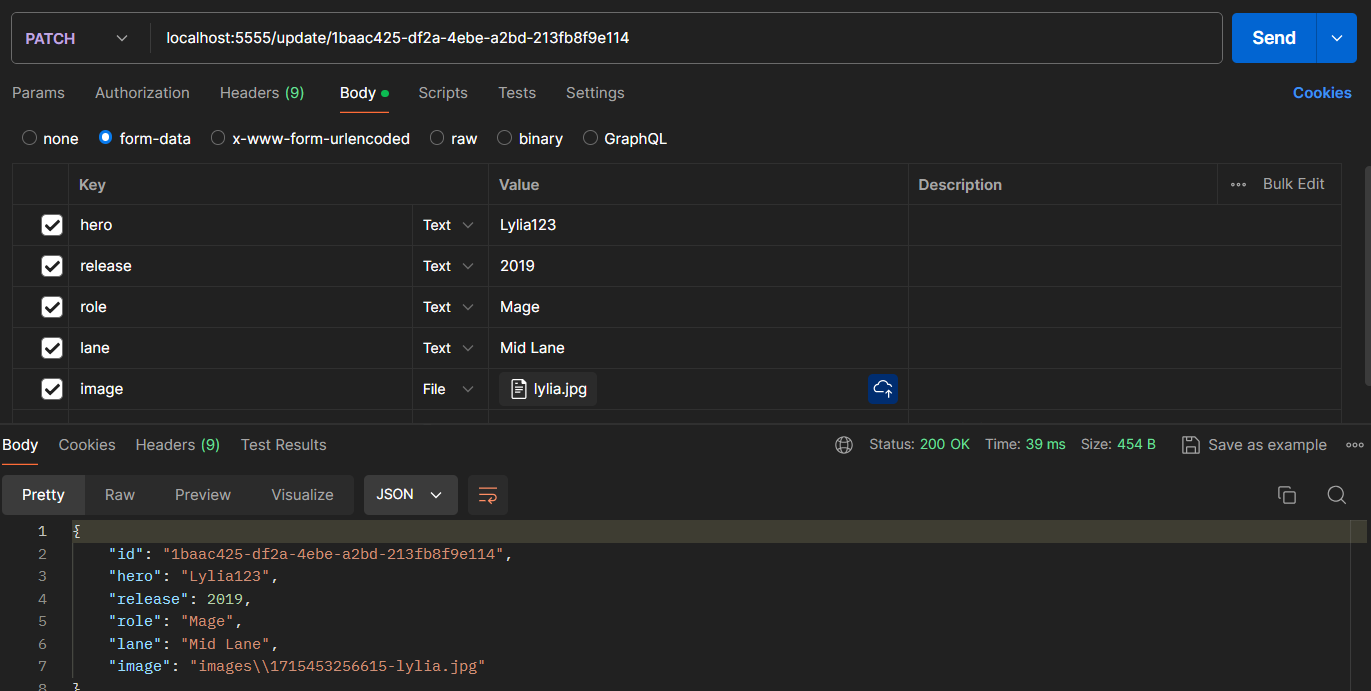 PATCH localhost:5555/update/1baac425-df2a-4ebe-a2bd-213fb8f9e114 Send
Params Authorization Headers (9) Body Scripts Tests Settings Cookies
none form-data x-www-form-urlencoded raw binary GraphQL
Key Value Description Bulk Edit
hero Text Lylia123
release Text 2019
role Text Mage
lane Text Mid Lane
image File lylia.jpg
Body Cookies Headers (9) Test Results Status: 200 OK Time: 39 ms Size: 454 B Save as example
Pretty Raw Preview Visualize JSON
1 {
2 "id": "1baac425-df2a-4ebe-a2bd-213fb8f9e114",
3 "hero": "Lylia123",
4 "release": 2019,
5 "role": "Mage",
6 "lane": "Mid Lane",
7 "image": "images\\1715453256615-lylia.jpg"
8 }